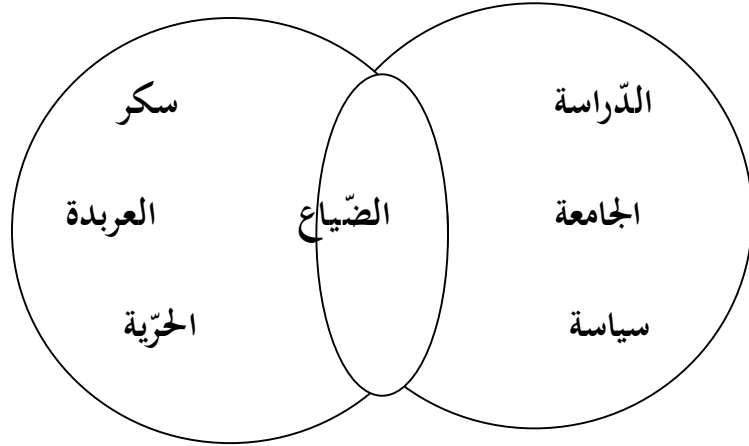 الدّراسة
سكر
الجامعة
الضّياع
العربدة
سياسة
الحرّية